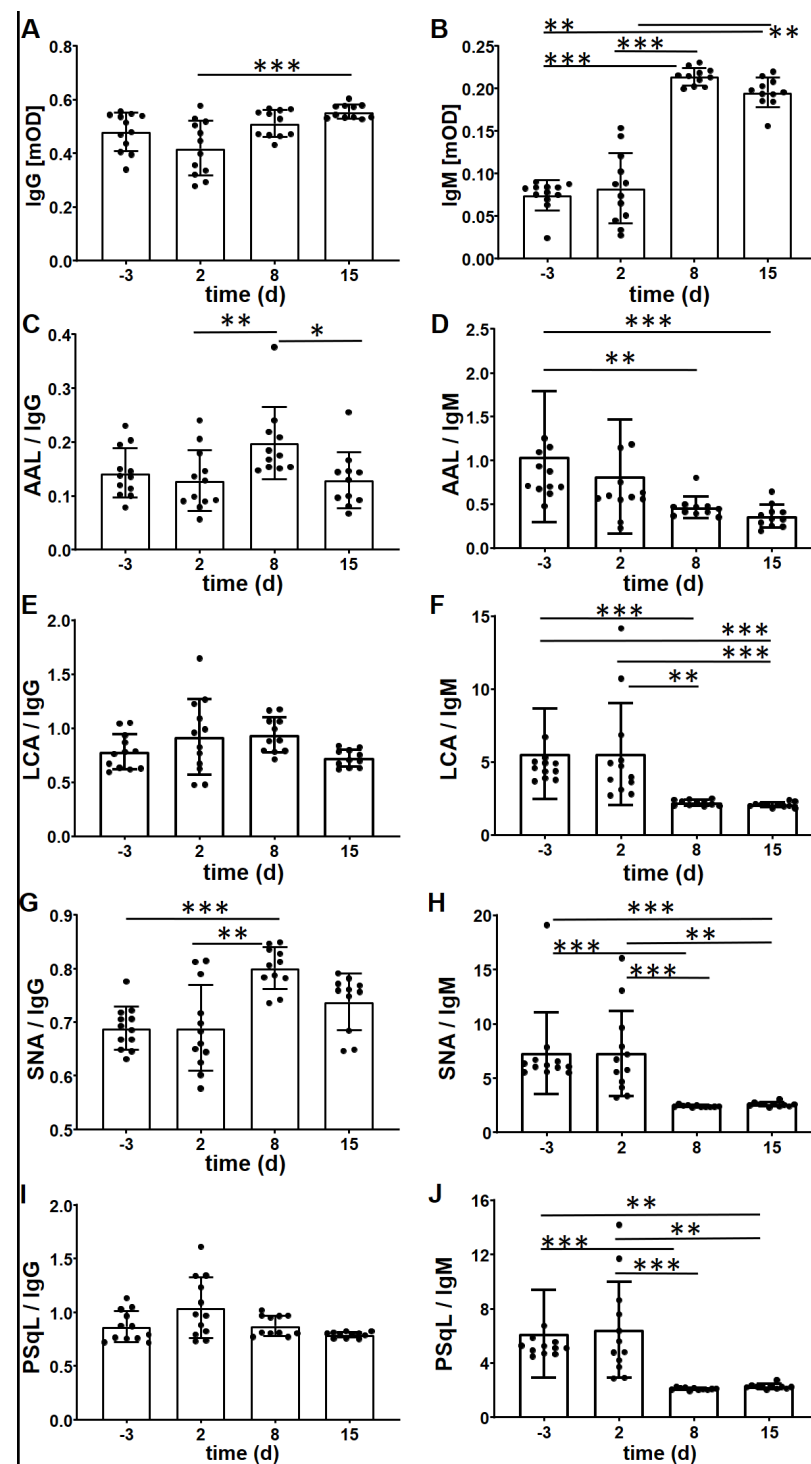 A
IgG [mOD]
0.8
0.6
0.4
0.2
0.0
***
-3 2 8 15
time (d)
B
IgM [mOD]
0.25
0.20
0.15
0.10
0.05
0.00
**
**
***
***
-3 2 8 15
time (d)
C
AAL / IgG
0.4
0.3
0.2
0.1
0.0
**
*
-3 2 8 15
time (d)
D
AAL / IgM
2.5
2.0
1.5
1.0
0.5
0.0
***
**
-3 2 8 15
time (d)
E
LCA / IgG
2.0
1.5
1.0
0.5
0.0
-3 2 8 15
time (d)
F
LCA / IgM
15
10
5
0
***
***
***
**
-3 2 8 15
time (d)
G
SNA / IgG
0.9
0.8
0.7
0.6
0.5
***
**
-3 2 8 15
time (d)
H
SNA / IgM
20
15
10
5
0
***
**
***
***
-3 2 8 15
time (d)
I
PSqL / IgG
2.0
1.5
1.0
0.5
0.0
-3 2 8 15
time (d)
J
PSqL / IgM
16
12
8
4
0
**
**
***
***
-3 2 8 15
time (d)